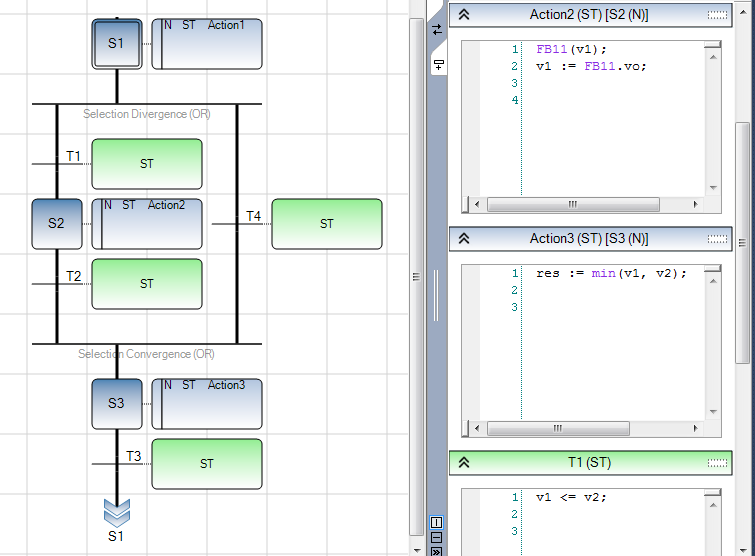 S1
N ST Action1
Selection Divergence (OR)
T1
ST
S2
N ST Action2
T4
ST
T2
ST
Selection Convergence (OR)
S3
N ST Action3
T3
ST
S1
Action2 (ST) [S2 (N)]
1 FB11(v1);
2 v1 := FB11.vo;
3
4
Action3 (ST) [S3 (N)]
1 res := min(v1, v2);
2
3
T1 (ST)
1 v1 <= v2;
2
3